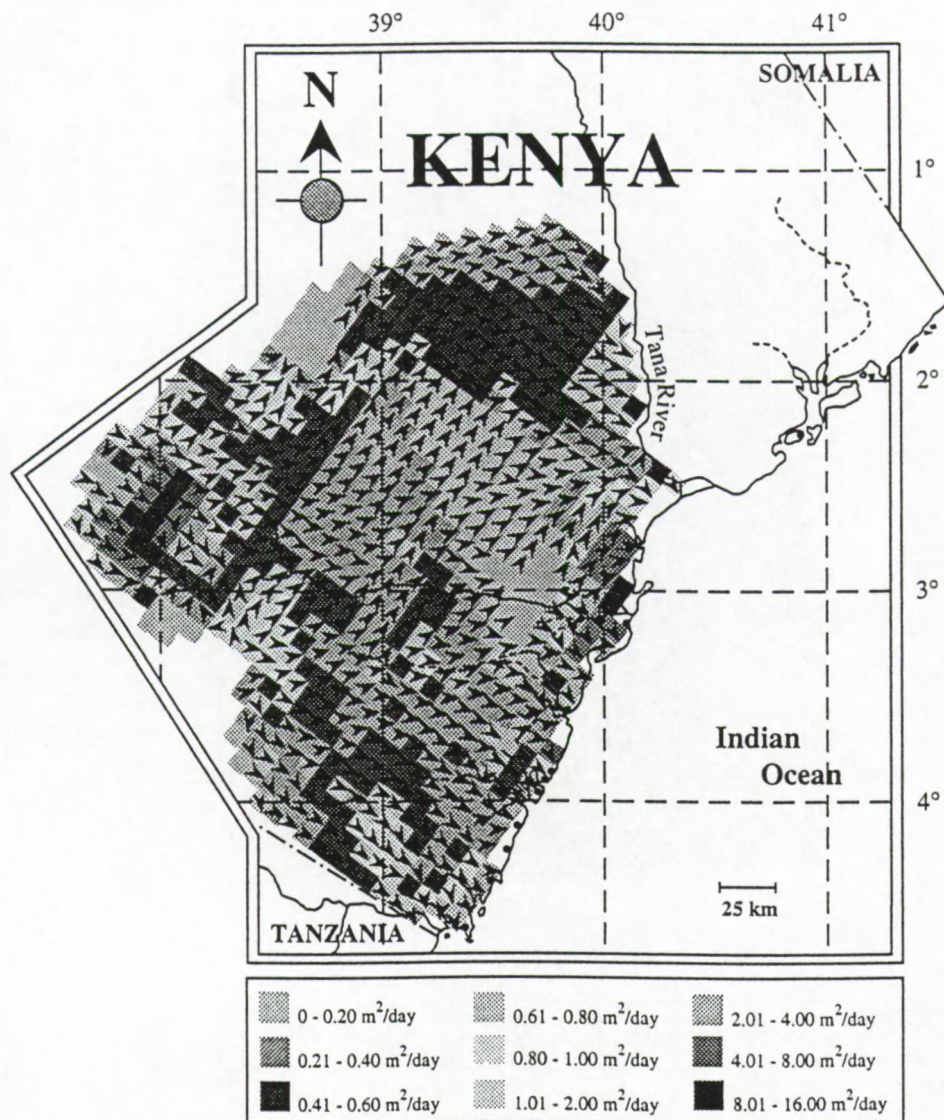 39° 40° 41°
SOMALIA
N
KENYA
1°
Tana River
2°
3°
Indian
Ocean
4°
25 km
TANZANIA
0 - 0.20 m²/day 0.61 - 0.80 m²/day 2.01 - 4.00 m²/day
0.21 - 0.40 m²/day 0.80 - 1.00 m²/day 4.01 - 8.00 m²/day
0.41 - 0.60 m²/day 1.01 - 2.00 m²/day 8.01 - 16.00 m²/day